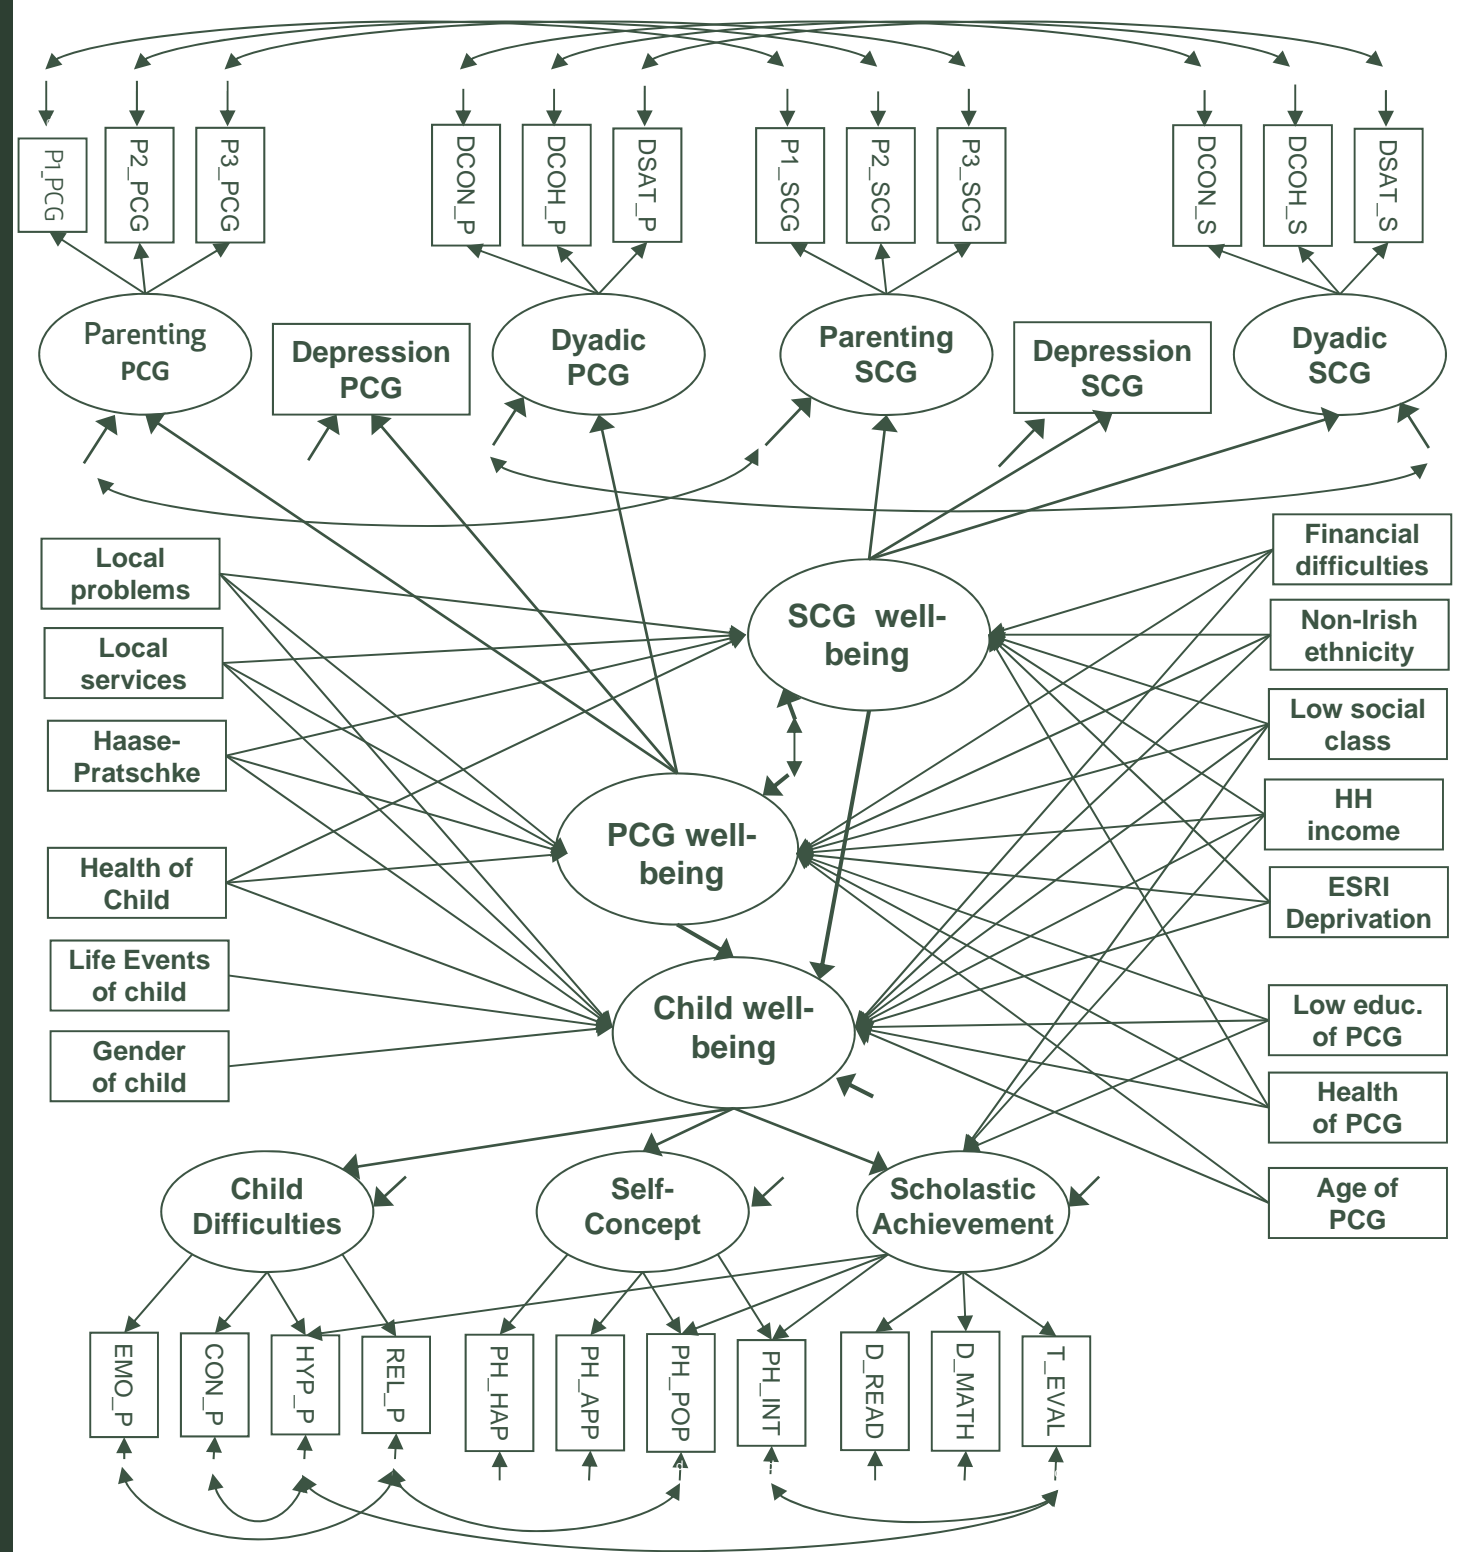 P1_PCG
P2_PCG
P3_PCG
DCON_P
DCOH_P
DSAT_P
P1_SCG
P2_SCG
P3_SCG
DCON_S
DCOH_S
DSAT_S
Parenting
PCG
Depression
PCG
Dyadic
PCG
Parenting
SCG
Depression
SCG
Dyadic
SCG
Local
problems
Local
services
Haase-
Pratschke
Health of
Child
Life Events
of child
Gender
of child
SCG well-
being
PCG well-
being
Child well-
being
Financial
difficulties
Non-Irish
ethnicity
Low social
class
HH
income
ESRI
Deprivation
Low educ.
of PCG
Health
of PCG
Age of
PCG
Child
Difficulties
Self-
Concept
Scholastic
Achievement
EMO_P
CON_P
HYP_P
REL_P
PH_HAP
PH_APP
PH_POP
PH_INT
D_READ
D_MATH
T_EVAL